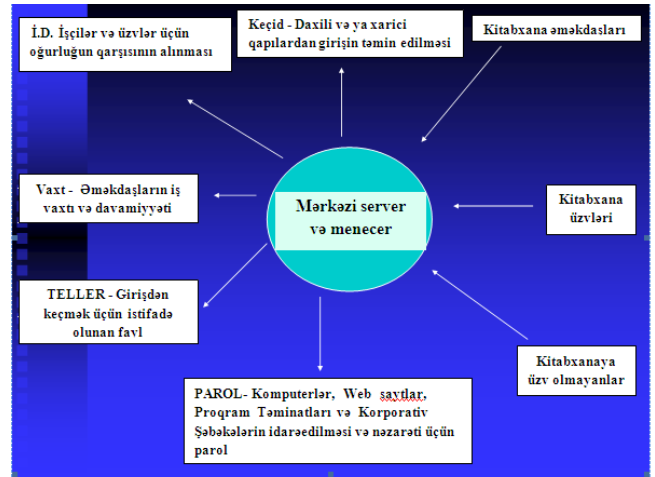 İ.D. İşçilər və üzvlər üçün
oğurluğun qarşısının alınması
Keçid - Daxili və ya xarici
qapılardan girişin təmin edilməsi
Kitabxana əməkdaşları
Vaxt - Əməkdaşların iş
vaxtı və davamiyyəti
Mərkəzi server
və menecer
Kitabxana
üzvləri
TELLER - Girişdən
keçmək üçün istifadə
olunan favl
Kitabxanaya
üzv olmayanlar
PAROL- Komputerlər, Web saytlar,
Proqram Təminatları və Korporativ
Şəbəkələrin idarəedilməsi və nəzarəti üçün
parol